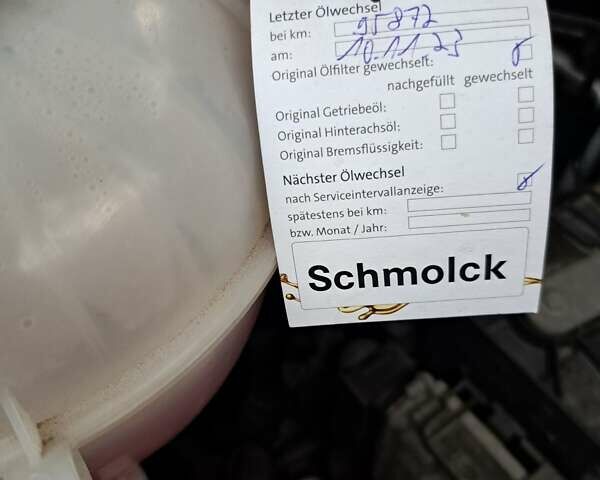 Letzter Ölwechsel
bei km: 95872
am: 10.11.23
Original Ölfilter gewechselt:
nachgefüllt gewechselt
Original Getriebeöl:
Original Hinterachsöl:
Original Bremsflüssigkeit:
Nächster Ölwechsel
nach Serviceintervallanzeige:
spätestens bei km:
bzw. Monat / Jahr:
Schmolck